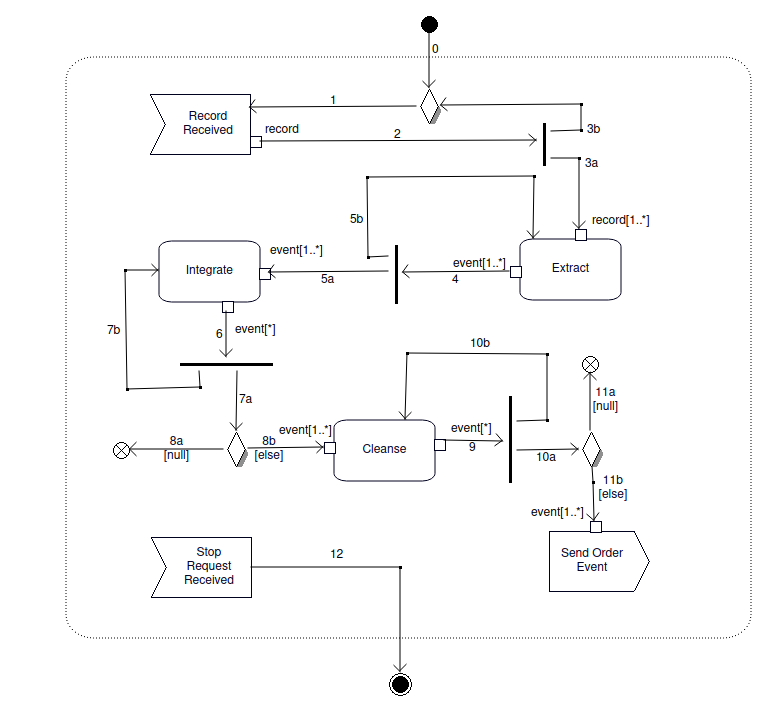 0
1
Record
Received
record
2
3b
3a
5b
record[1..*]
event[1..*]
Integrate
5a
event[1..*]
4
Extract
7b
6
event[*]
10b
7a
11a
[null]
8a
[null]
8b
[else]
event[1..*]
Cleanse
event[*]
9
10a
11b
[else]
event[1..*]
Stop
Request
Received
12
Send Order
Event